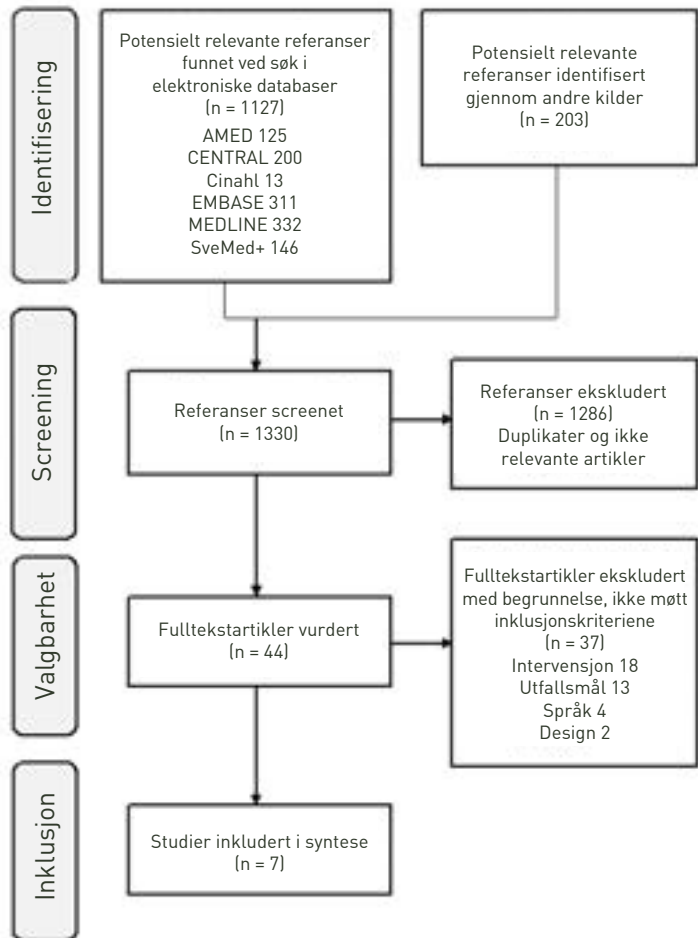 Identifisering
Potensielt relevante referanser
funnet ved søk i
elektroniske databaser
(n = 1127)
AMED 125
CENTRAL 200
Cinahl 13
EMBASE 311
MEDLINE 332
SveMed+ 146
Potensielt relevante
referanser identifisert
gjennom andre kilder
(n = 203)
Screening
Referanser screenet
(n = 1330)
Referanser ekskludert
(n = 1286)
Duplikater og ikke
relevante artikler
Valgbarhet
Fulltekstartikler vurdert
(n = 44)
Fulltekstartikler ekskludert
med begrunnelse, ikke møtt
inklusjonskriteriene
(n = 37)
Intervensjon 18
Utfallsmål 13
Språk 4
Design 2
Inklusjon
Studier inkludert i syntese
(n = 7)